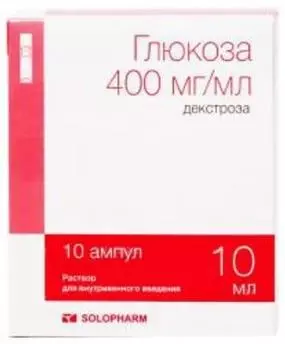 Глюкоза
400 мг/мл
декстроза
10 ампул
10
мл
Раствор
для внутривенного введения
SOLOPHARM